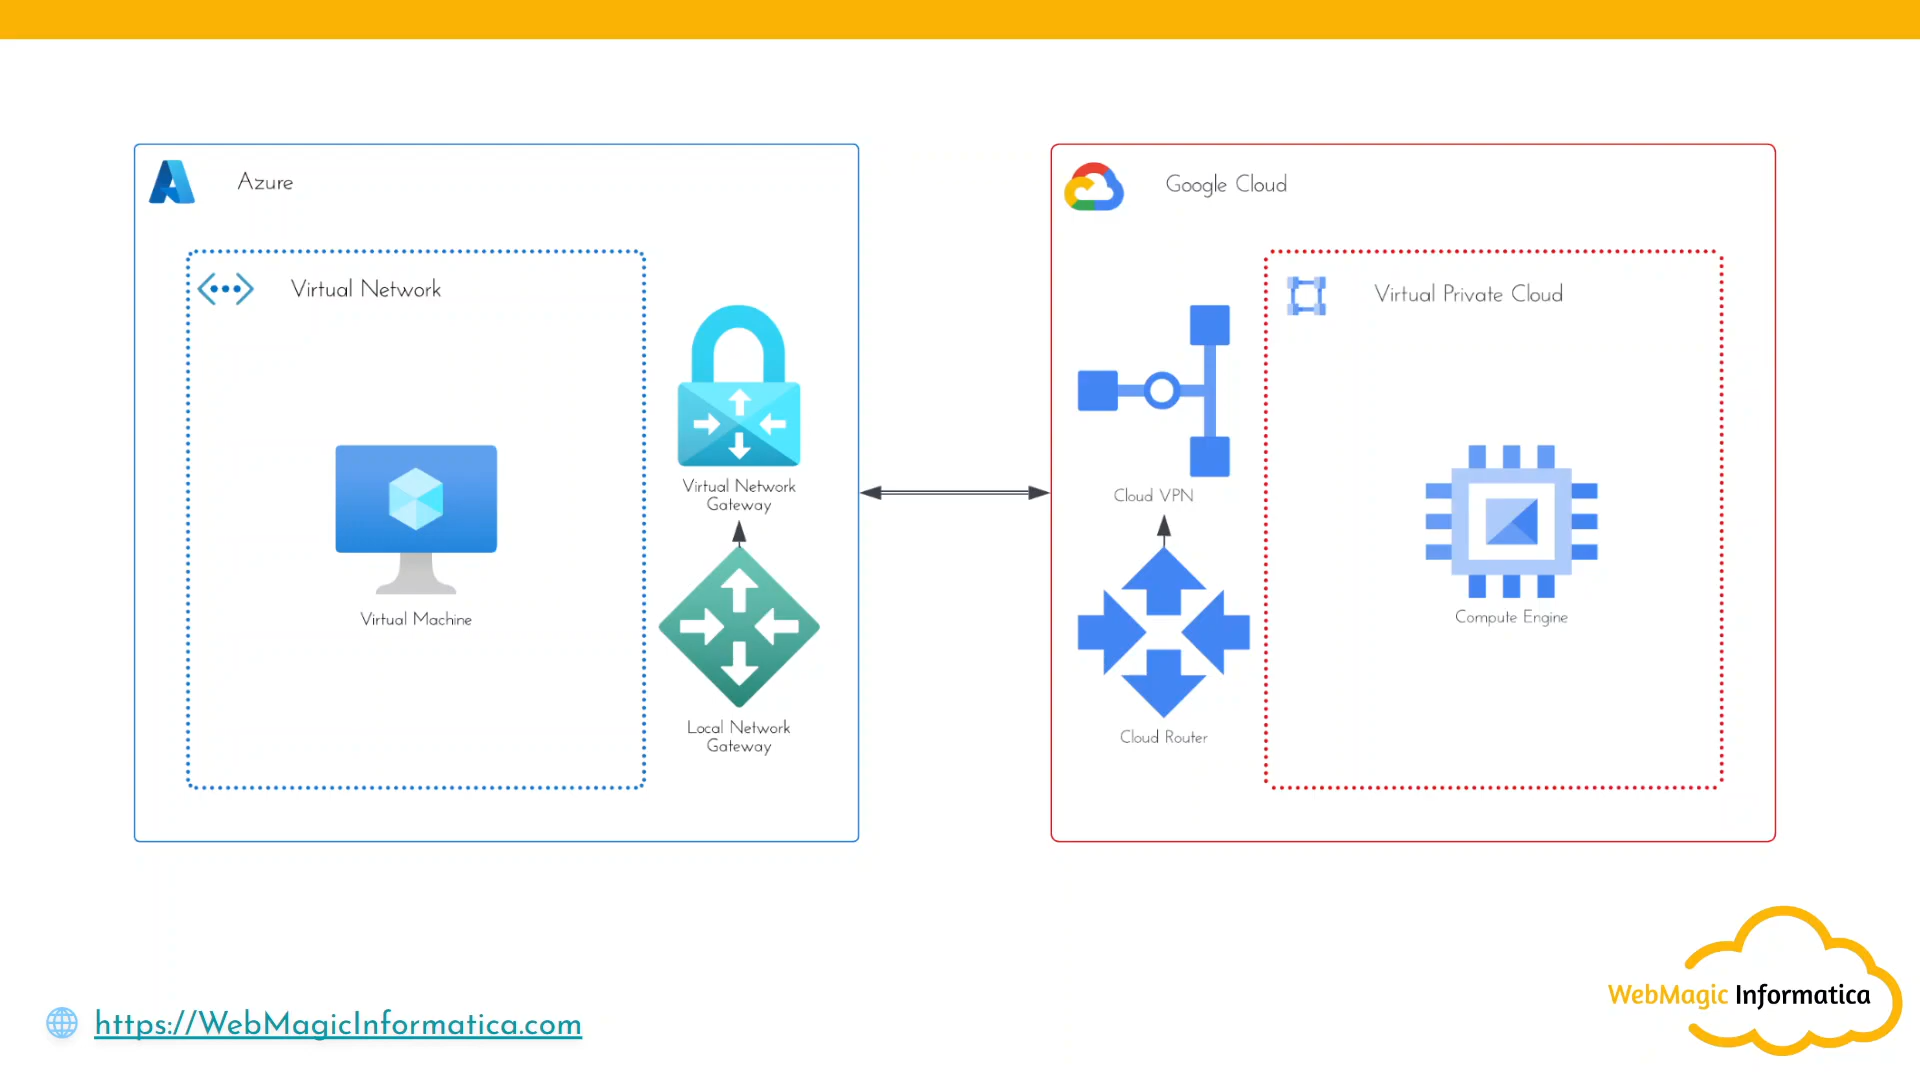 Azure
Virtual Network
Virtual Machine
Virtual Network
Gateway
Local Network
Gateway
Google Cloud
Virtual Private Cloud
Cloud VPN
Cloud Router
Compute Engine
https://WebMagicInformatica.com
WebMagic Informatica